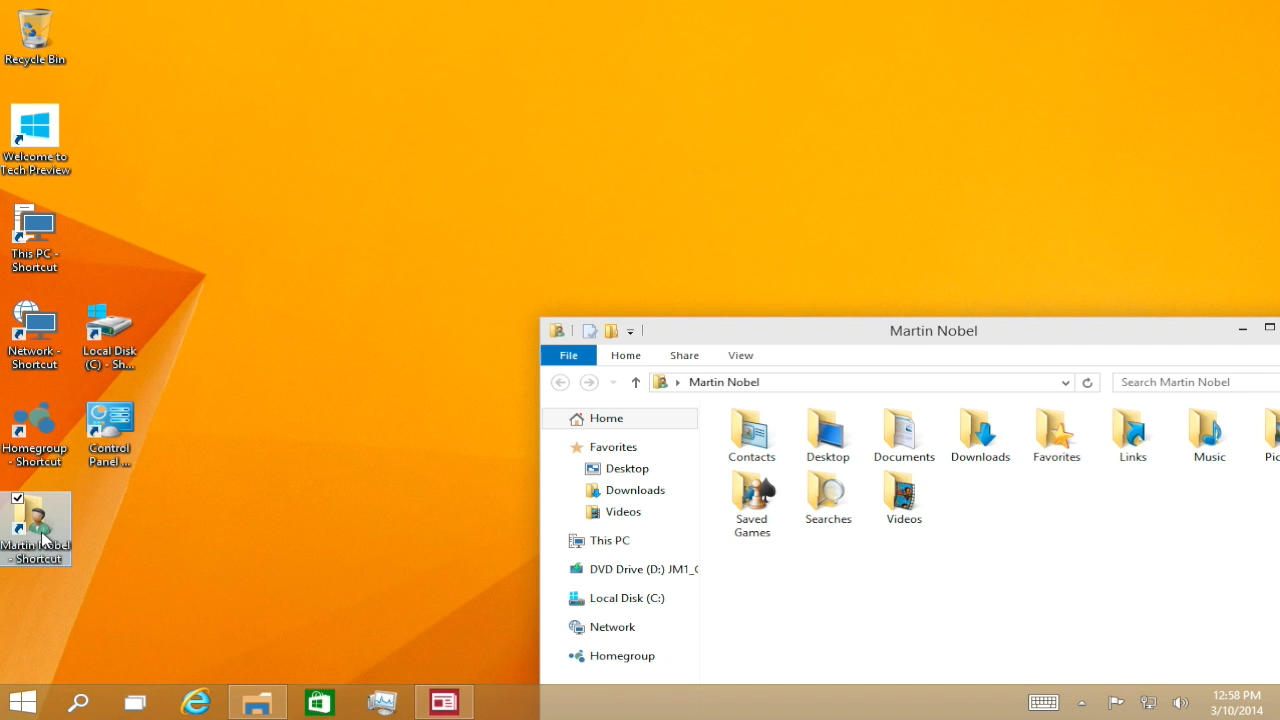 Recycle Bin
Welcome to
Tech Preview
This PC -
Shortcut
Network -
Shortcut
Local Disk
(C) - Sh...
Homegroup
- Shortcut
Control
Panel ...
Martin Nobel
- Shortcut
Martin Nobel
File Home Share View
Martin Nobel
Search Martin Nobel
Home
Favorites
Desktop
Downloads
Videos
This PC
DVD Drive (D:) JM1_C
Local Disk (C:)
Network
Homegroup
Contacts Desktop Documents Downloads Favorites Links Music Pic
Saved
Games
Searches
Videos
12:58 PM
3/10/2014